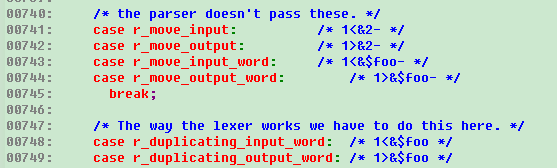 00740:     /* the parser doesn't pass these. */
00741:     case r_move_input:          /* 1<&2- */
00742:     case r_move_output:         /* 1>&2- */
00743:     case r_move_input_word:     /* 1<&$foo- */
00744:     case r_move_output_word:        /* 1>&$foo- */
00745:       break;
00746:
00747:     /* The way the lexer works we have to do this here. */
00748:     case r_duplicating_input_word:  /* 1<&$foo */
00749:     case r_duplicating_output_word: /* 1>&$foo */